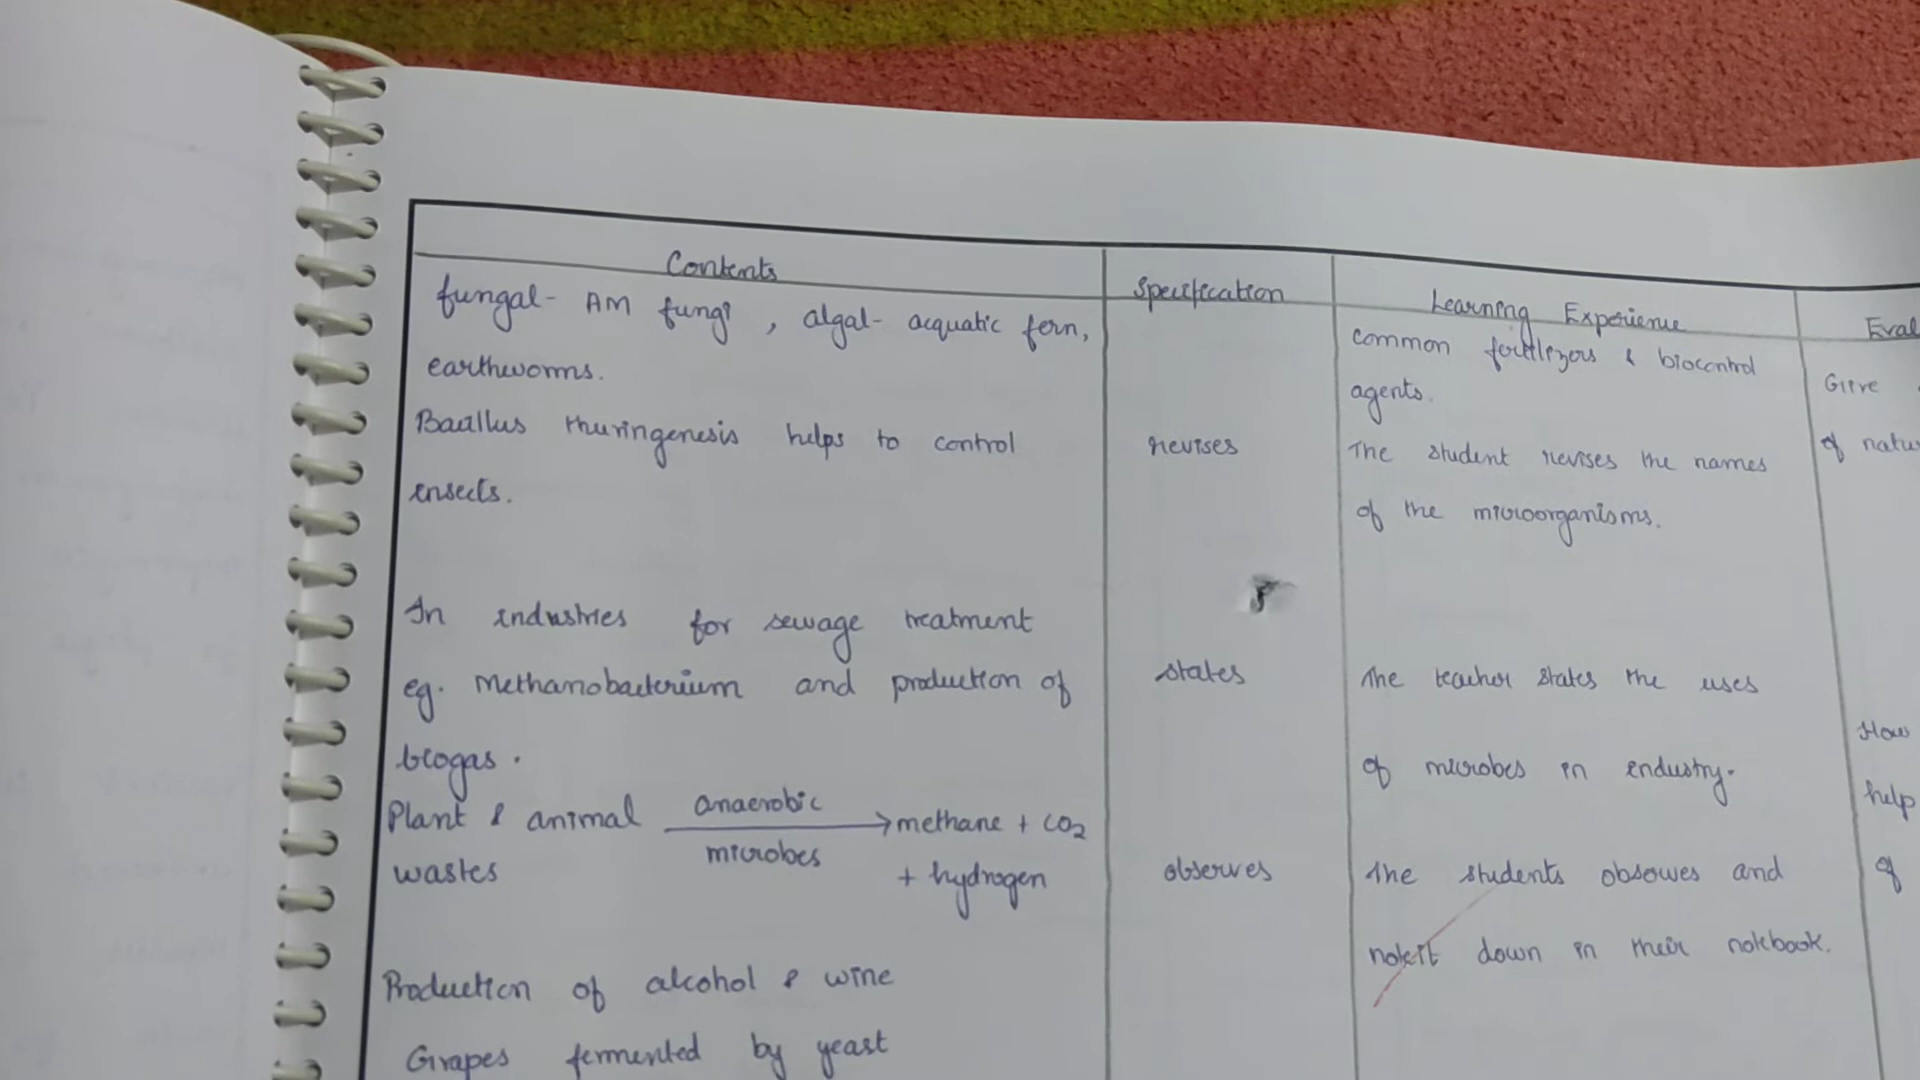 Contents
fungal- AM fungi , algal- acquatic fern,
earthworms.
Bacillus thuringenesis helps to control
insects.
In industries for sewage treatment
eg. methanobacterium and production of
biogas.
Plant & animal anaerobic → methane + CO2
wastes microbes + hydrogen
Production of alcohol & wine
Grapes fermented by yeast
Specification
revises
states
observes
Learning Experience
common fertilizers & biocontrol
agents.
The student revises the names
of the microorganisms.
The teacher states the uses
of microbes in industry.
The students observes and
note it down in their notebook.
Eval
Give
of natu
How
help
of